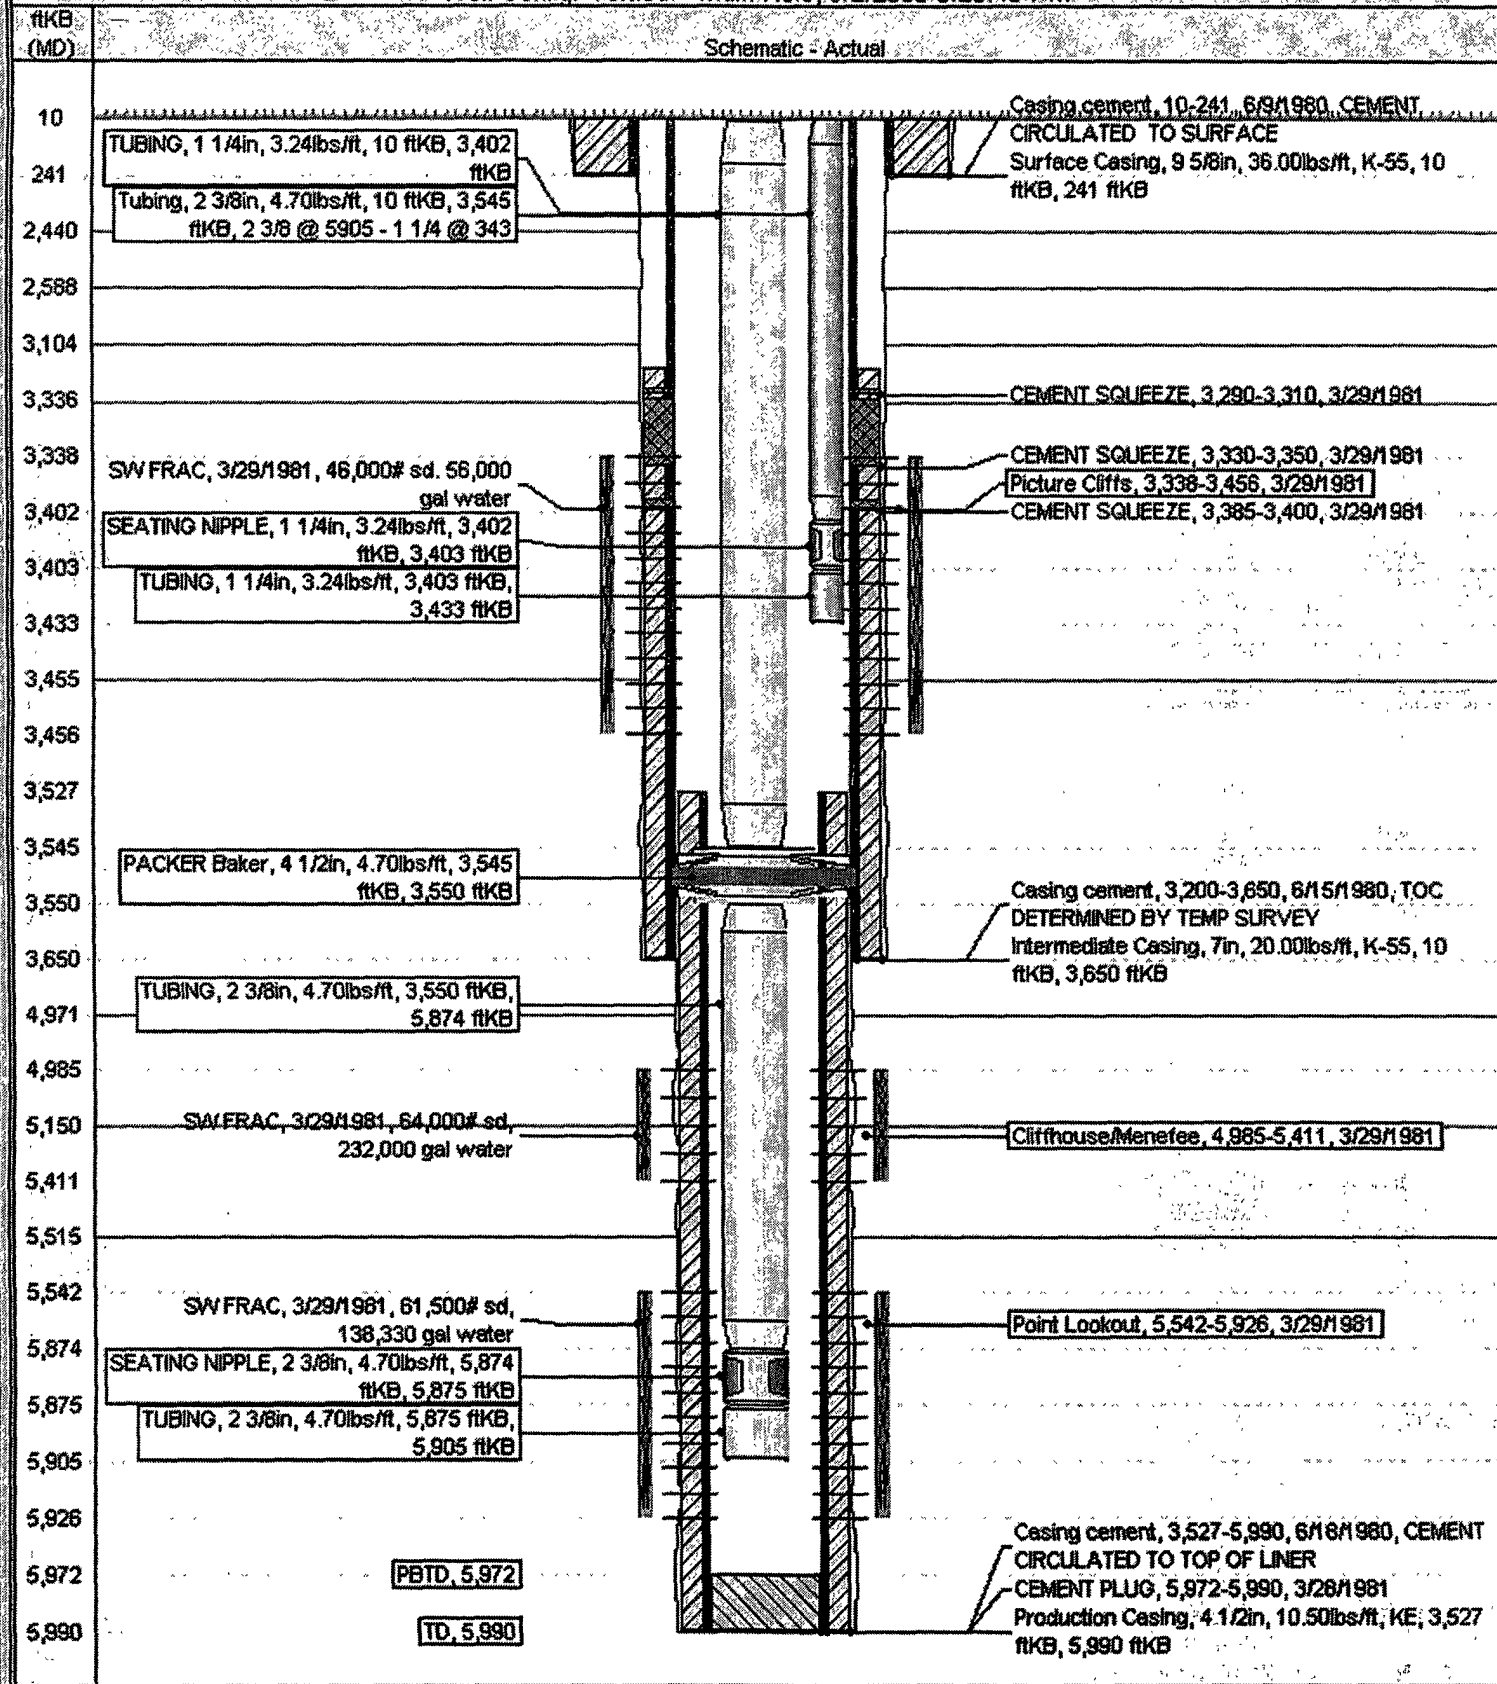 ftKB
(MD)
Schematic - Actual
10
241
2,440
2,588
3,104
3,336
3,338
3,402
3,403
3,433
3,455
3,456
3,527
3,545
3,550
3,650
4,971
4,985
5,150
5,411
5,515
5,542
5,874
5,875
5,905
5,926
5,972
5,990
TUBING, 1 1/4in, 3.24lbs/ft, 10 ftKB, 3,402
ftKB
Tubing, 2 3/8in, 4.70lbs/ft, 10 ftKB, 3,545
ftKB, 2 3/8 @ 5905 - 1 1/4 @ 343
SW FRAC, 3/29/1981, 46,000# sd. 56,000
gal water
SEATING NIPPLE, 1 1/4in, 3.24lbs/ft, 3,402
ftKB, 3,403 ftKB
TUBING, 1 1/4in, 3.24lbs/ft, 3,403 ftKB,
3,433 ftKB
PACKER Baker, 4 1/2in, 4.70lbs/ft, 3,545
ftKB, 3,550 ftKB
TUBING, 2 3/8in, 4.70lbs/ft, 3,550 ftKB,
5,874 ftKB
SW FRAC, 3/29/1981, 64,000# sd,
232,000 gal water
SW FRAC, 3/29/1981, 61,500# sd,
138,330 gal water
SEATING NIPPLE, 2 3/8in, 4.70lbs/ft, 5,874
ftKB, 5,875 ftKB
TUBING, 2 3/8in, 4.70lbs/ft, 5,875 ftKB,
5,905 ftKB
PBTD, 5,972
TD, 5,990
Casing cement, 10-241, 6/9/1980, CEMENT
CIRCULATED TO SURFACE
Surface Casing, 9 5/8in, 36.00lbs/ft, K-55, 10
ftKB, 241 ftKB
CEMENT SQUEEZE, 3,290-3,310, 3/29/1981
CEMENT SQUEEZE, 3,330-3,350, 3/29/1981
Picture Cliffs, 3,338-3,456, 3/29/1981
CEMENT SQUEEZE, 3,385-3,400, 3/29/1981
Casing cement, 3,200-3,650, 6/15/1980, TOC
DETERMINED BY TEMP SURVEY
Intermediate Casing, 7in, 20.00lbs/ft, K-55, 10
ftKB, 3,650 ftKB
Cliffhouse/Menefee, 4,985-5,411, 3/29/1981
Point Lookout, 5,542-5,926, 3/29/1981
Casing cement, 3,527-5,990, 6/18/1980, CEMENT
CIRCULATED TO TOP OF LINER
CEMENT PLUG, 5,972-5,990, 3/28/1981
Production Casing, 4 1/2in, 10.50lbs/ft, KE, 3,527
ftKB, 5,990 ftKB